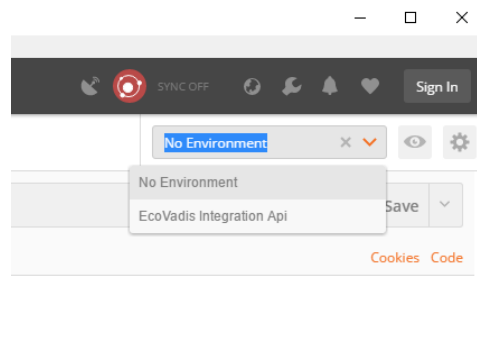 SYNC OFF
Sign In
No Environment
No Environment
EcoVadis Integration Api
Save
Cookies Code